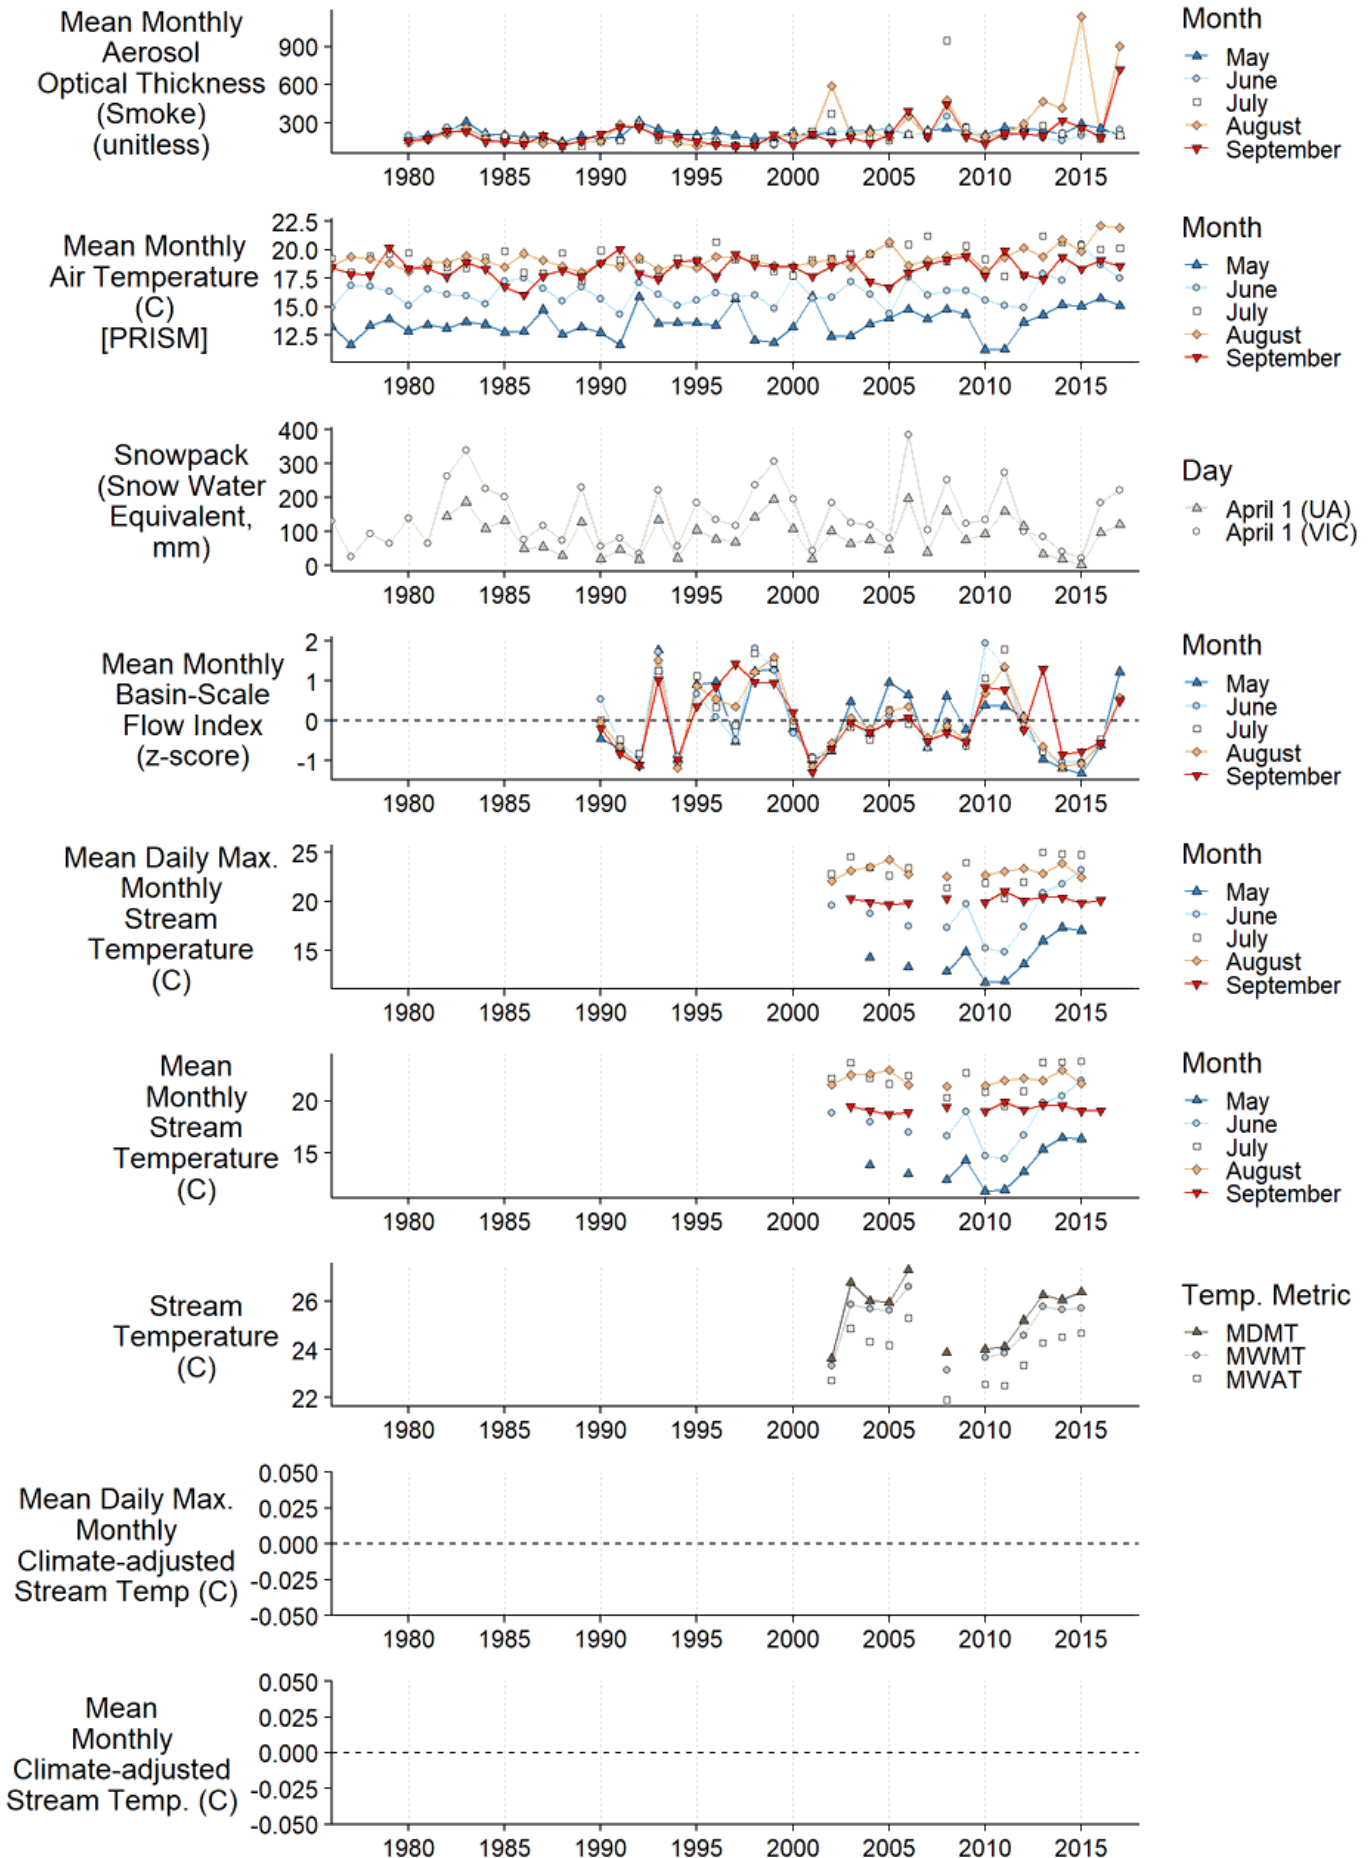 Mean Monthly
Aerosol
Optical Thickness
(Smoke)
(unitless)
900
600
300
1980 1985 1990 1995 2000 2005 2010 2015
Month
May
June
July
August
September
Mean Monthly
Air Temperature
(C)
[PRISM]
22.5
20.0
17.5
15.0
12.5
1980 1985 1990 1995 2000 2005 2010 2015
Month
May
June
July
August
September
Snowpack
(Snow Water
Equivalent,
mm)
400
300
200
100
0
1980 1985 1990 1995 2000 2005 2010 2015
Day
April 1 (UA)
April 1 (VIC)
Mean Monthly
Basin-Scale
Flow Index
(z-score)
2
1
0
-1
1980 1985 1990 1995 2000 2005 2010 2015
Month
May
June
July
August
September
Mean Daily Max.
Monthly
Stream
Temperature
(C)
25
20
15
1980 1985 1990 1995 2000 2005 2010 2015
Month
May
June
July
August
September
Mean
Monthly
Stream
Temperature
(C)
20
15
1980 1985 1990 1995 2000 2005 2010 2015
Month
May
June
July
August
September
Stream
Temperature
(C)
26
24
22
1980 1985 1990 1995 2000 2005 2010 2015
Temp. Metric
MDMT
MWMT
MWAT
Mean Daily Max.
Monthly
Climate-adjusted
Stream Temp (C)
0.050
0.025
0.000
-0.025
-0.050
1980 1985 1990 1995 2000 2005 2010 2015
Mean
Monthly
Climate-adjusted
Stream Temp. (C)
0.050
0.025
0.000
-0.025
-0.050
1980 1985 1990 1995 2000 2005 2010 2015